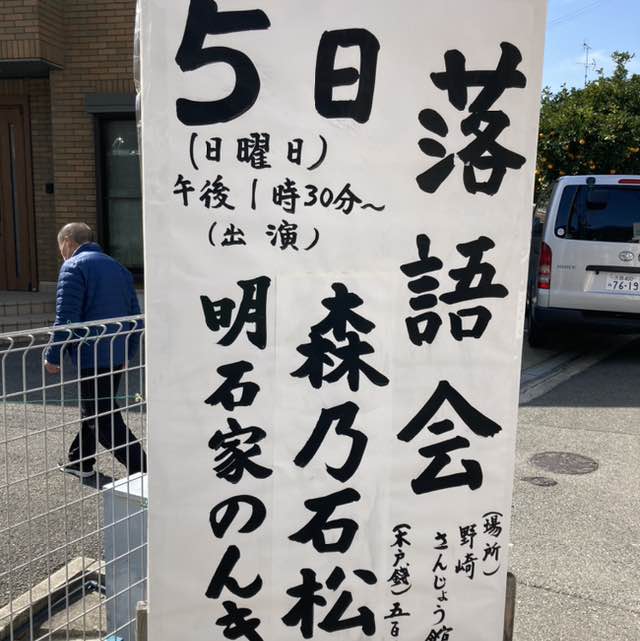 落語会
(場所)
野崎
さんじょう館
(木戸銭)五百
5日
(日曜日)
午後1時30分~
(出演)
森乃石松
明石家のんき
76-19